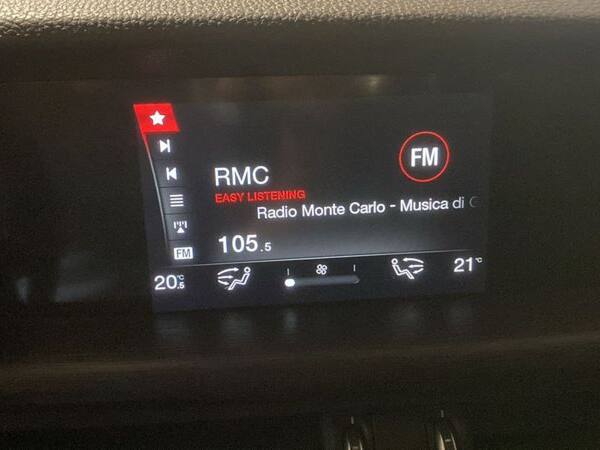 FM
RMC
EASY LISTENING
Radio Monte Carlo - Musica di
105.5
FM
20.5°C
21°C